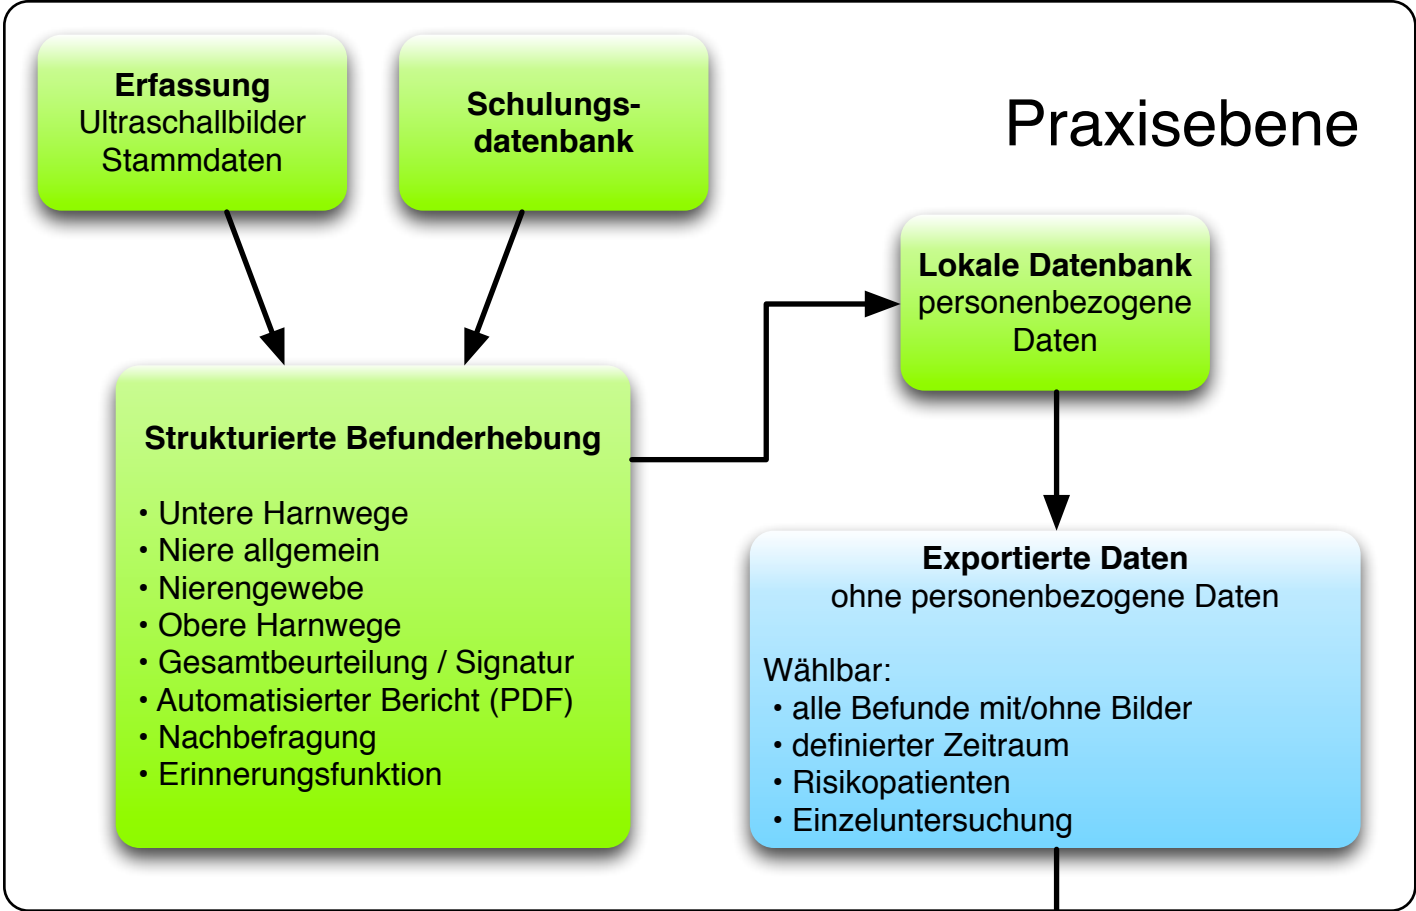 Praxisebene
Erfassung
Ultraschallbilder
Stammdaten
Schulungs-
datenbank
Strukturierte Befunderhebung
• Untere Harnwege
• Niere allgemein
• Nierengewebe
• Obere Harnwege
• Gesamtbeurteilung / Signatur
• Automatisierter Bericht (PDF)
• Nachbefragung
• Erinnerungsfunktion
Lokale Datenbank
personenbezogene
Daten
Exportierte Daten
ohne personenbezogene Daten
Wählbar:
• alle Befunde mit/ohne Bilder
• definierter Zeitraum
• Risikopatienten
• Einzeluntersuchung